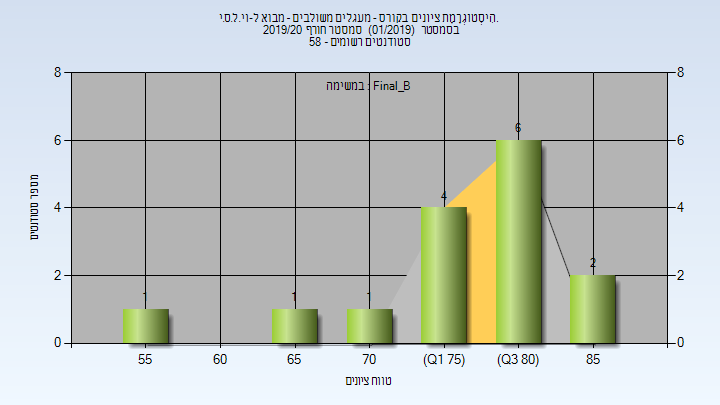 היסטוגרמת ציונים בקורס - מעגלים משולבים - מבוא ל-וי.ל.ס.י.
בסמסטר (01/2019) סמסטר חורף 2019/20
58 - סטודנטים רשומים
במשימה : Final_B
8 8
6 6
4 4
2 2
0 0
1 1 1 4 6 2
55 60 65 70 (Q1 75) (Q3 80) 85
מספר סטודנטים
טווח ציונים